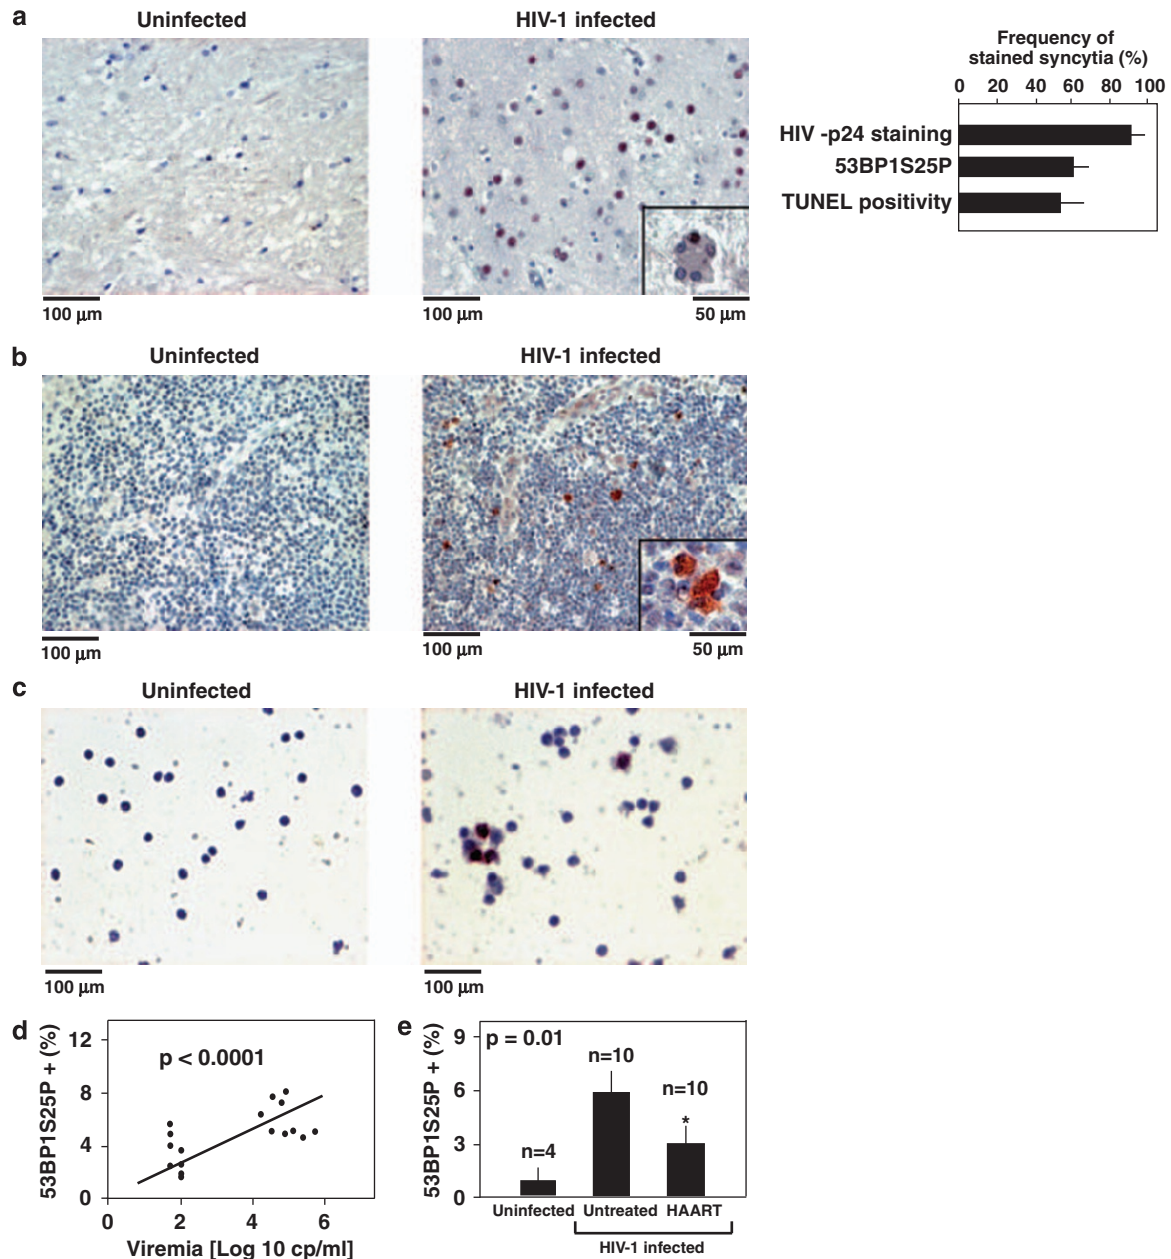 a
Uninfected
HIV-1 infected
Frequency of
stained syncytia (%)
0 20 40 60 80 100
HIV -p24 staining
53BP1S25P
TUNEL positivity
100 µm
100 µm
50 µm
b
Uninfected
HIV-1 infected
100 µm
100 µm
50 µm
c
Uninfected
HIV-1 infected
100 µm
100 µm
d
53BP1S25P + (%)
12
8
4
0
p < 0.0001
0 2 4 6
Viremia [Log 10 cp/ml]
e
53BP1S25P + (%)
9
6
3
0
p = 0.01
n=10
n=10
*
n=4
Uninfected Untreated HAART
HIV-1 infected